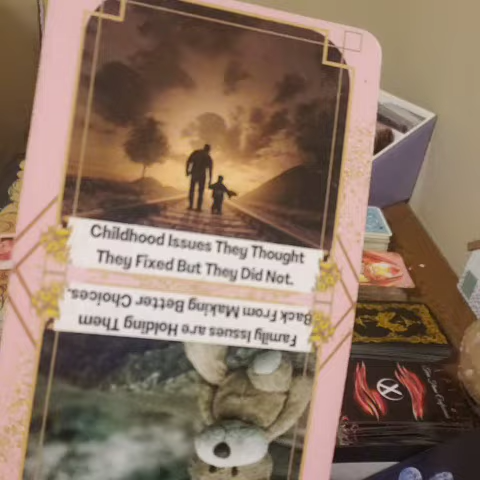 Childhood Issues They Thought
They Fixed But They Did Not.
Family Issues are Holding Them
Back From Making Better Choices.